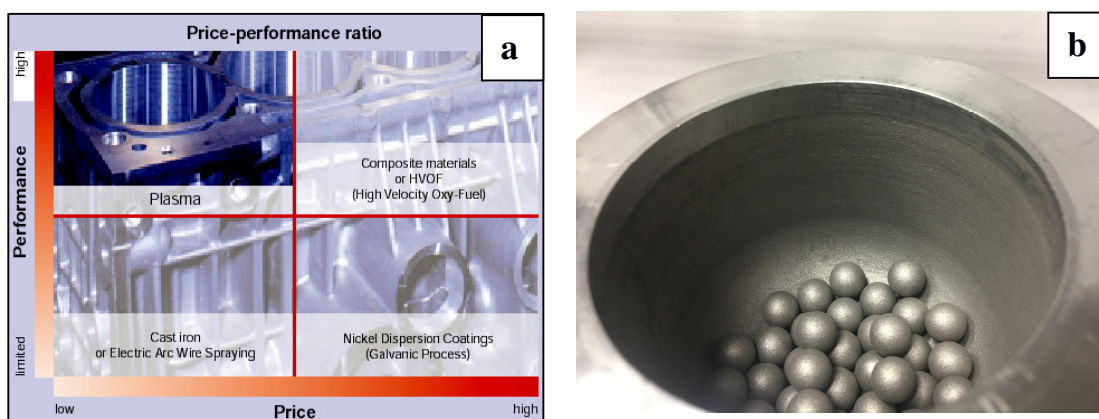 Price-performance ratio
a
high
Performance
limited
Plasma
Composite materials
or HVOF
(High Velocity Oxy-Fuel)
Cast iron
or Electric Arc Wire Spraying
Nickel Dispersion Coatings
(Galvanic Process)
low
Price
high
b